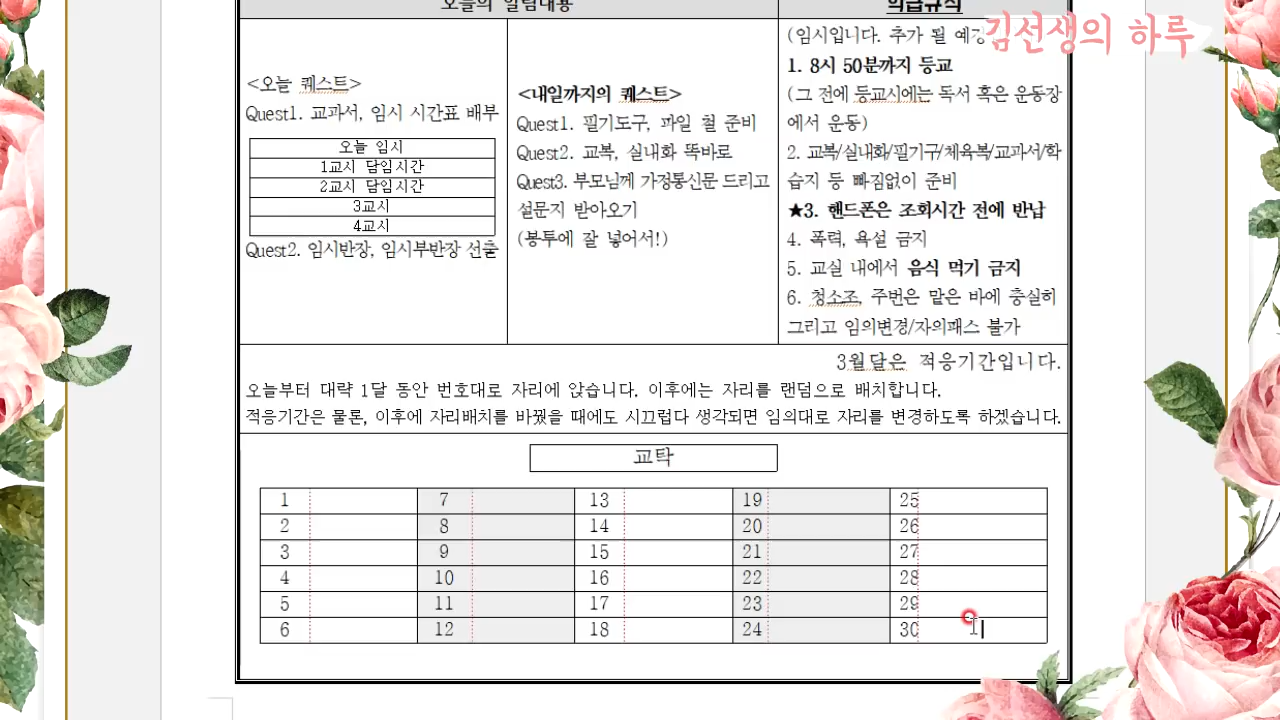 오늘의 알림내용
학급규칙
김선생의 하루
<오늘 퀘스트>
Quest1. 교과서, 임시 시간표 배부
오늘 임시
1교시 담임시간
2교시 담임시간
3교시
4교시
Quest2. 임시반장, 임시부반장 선출
<내일까지의 퀘스트>
Quest1. 필기도구, 파일 철 준비
Quest2. 교복, 실내화 똑바로
Quest3. 부모님께 가정통신문 드리고
설문지 받아오기
(봉투에 잘 넣어서!)
(임시입니다. 추가 될 예정
1. 8시 50분까지 등교
(그 전에 등교시에는 독서 혹은 운동장
에서 운동)
2. 교복/실내화/필기구/체육복/교과서/학
습지 등 빠짐없이 준비
★3. 핸드폰은 조회시간 전에 반납
4. 폭력, 욕설 금지
5. 교실 내에서 음식 먹기 금지
6. 청소조, 주번은 맡은 바에 충실히
그리고 임의변경/자의패스 불가
3월달은 적응기간입니다.
오늘부터 대략 1달 동안 번호대로 자리에 앉습니다. 이후에는 자리를 랜덤으로 배치합니다.
적응기간은 물론, 이후에 자리배치를 바꿨을 때에도 시끄럽다 생각되면 임의대로 자리를 변경하도록 하겠습니다.
교탁
1 7 13 19 25
2 8 14 20 26
3 9 15 21 27
4 10 16 22 28
5 11 17 23 29
6 12 18 24 30